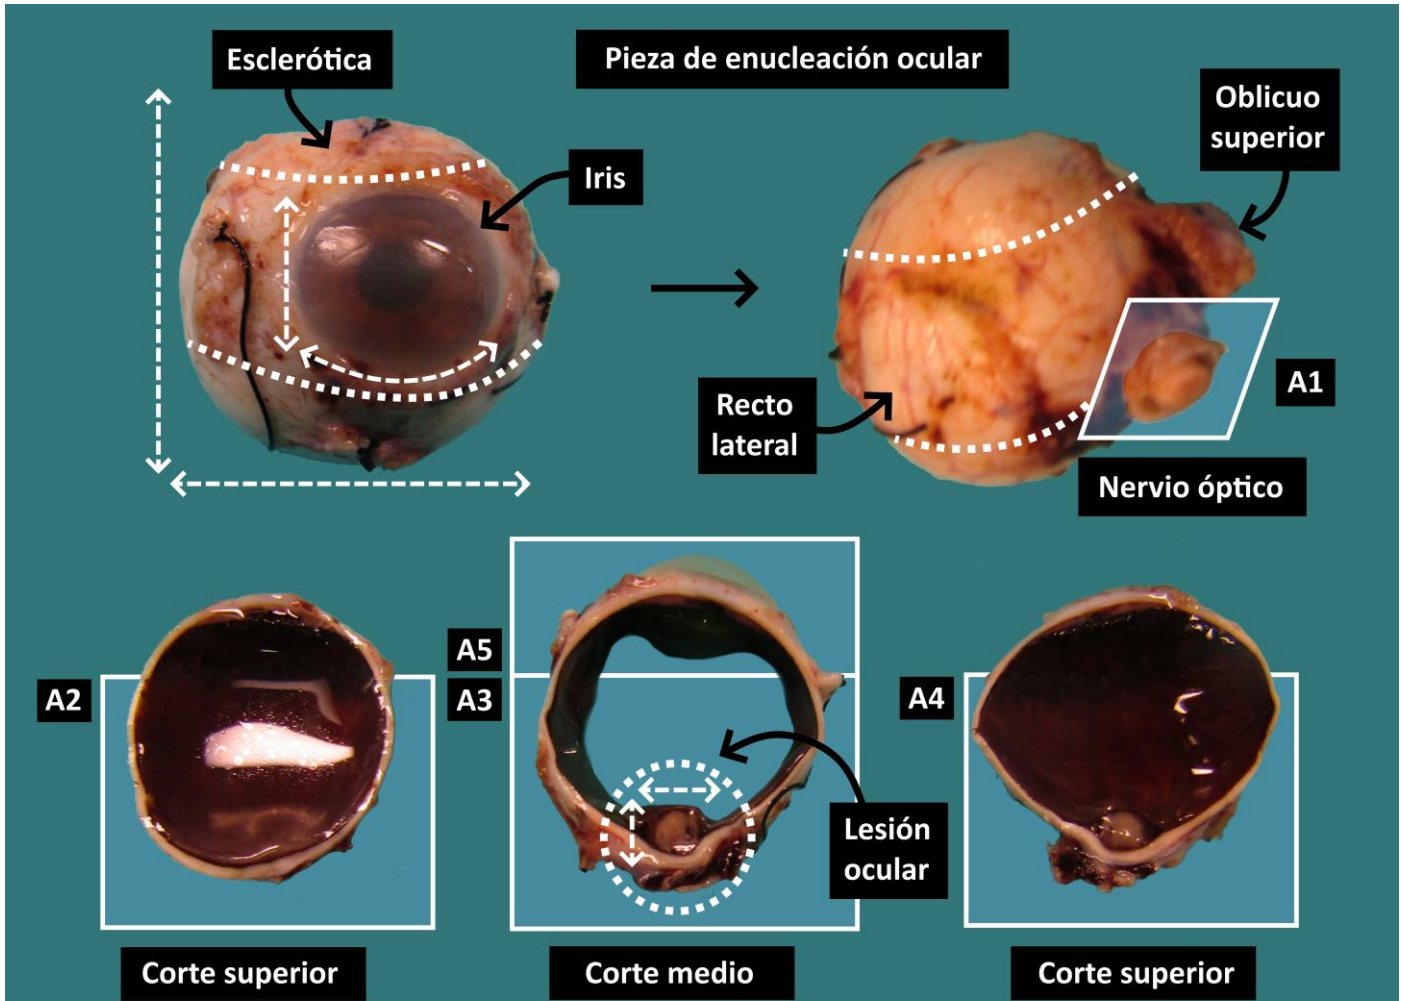 Esclerótica
Pieza de enucleación ocular
Oblicuo
superior
Iris
A1
Recto
lateral
Nervio óptico
A5
A2
A3
A4
Lesión
ocular
Corte superior
Corte medio
Corte superior